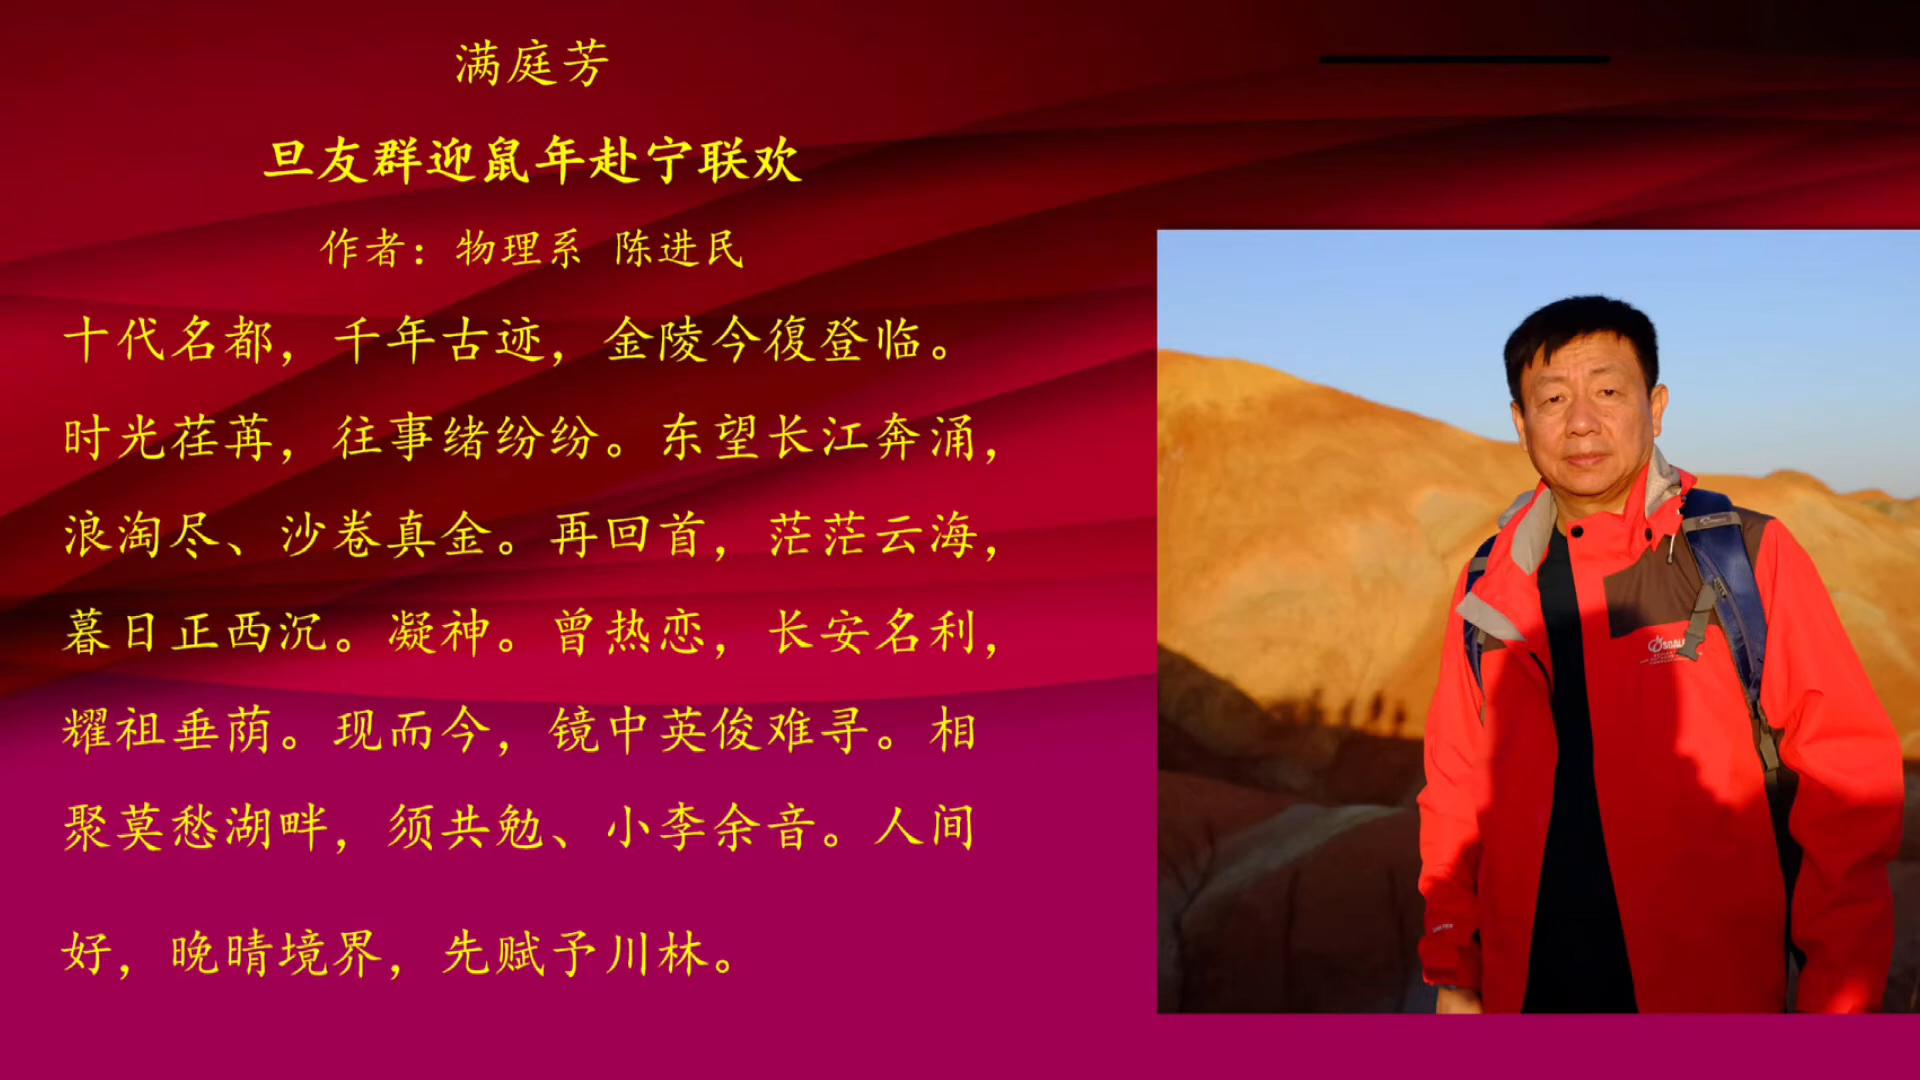 满庭芳
旦友群迎鼠年赴宁联欢
作者：物理系 陈进民
十代名都，千年古迹，金陵今復登临。
时光荏苒，往事绪纷纷。东望长江奔涌，
浪淘尽、沙卷真金。再回首，茫茫云海，
暮日正西沉。凝神。曾热恋，长安名利，
耀祖垂荫。现而今，镜中英俊难寻。相
聚莫愁湖畔，须共勉、小李余音。人间
好，晚晴境界，先赋予川林。